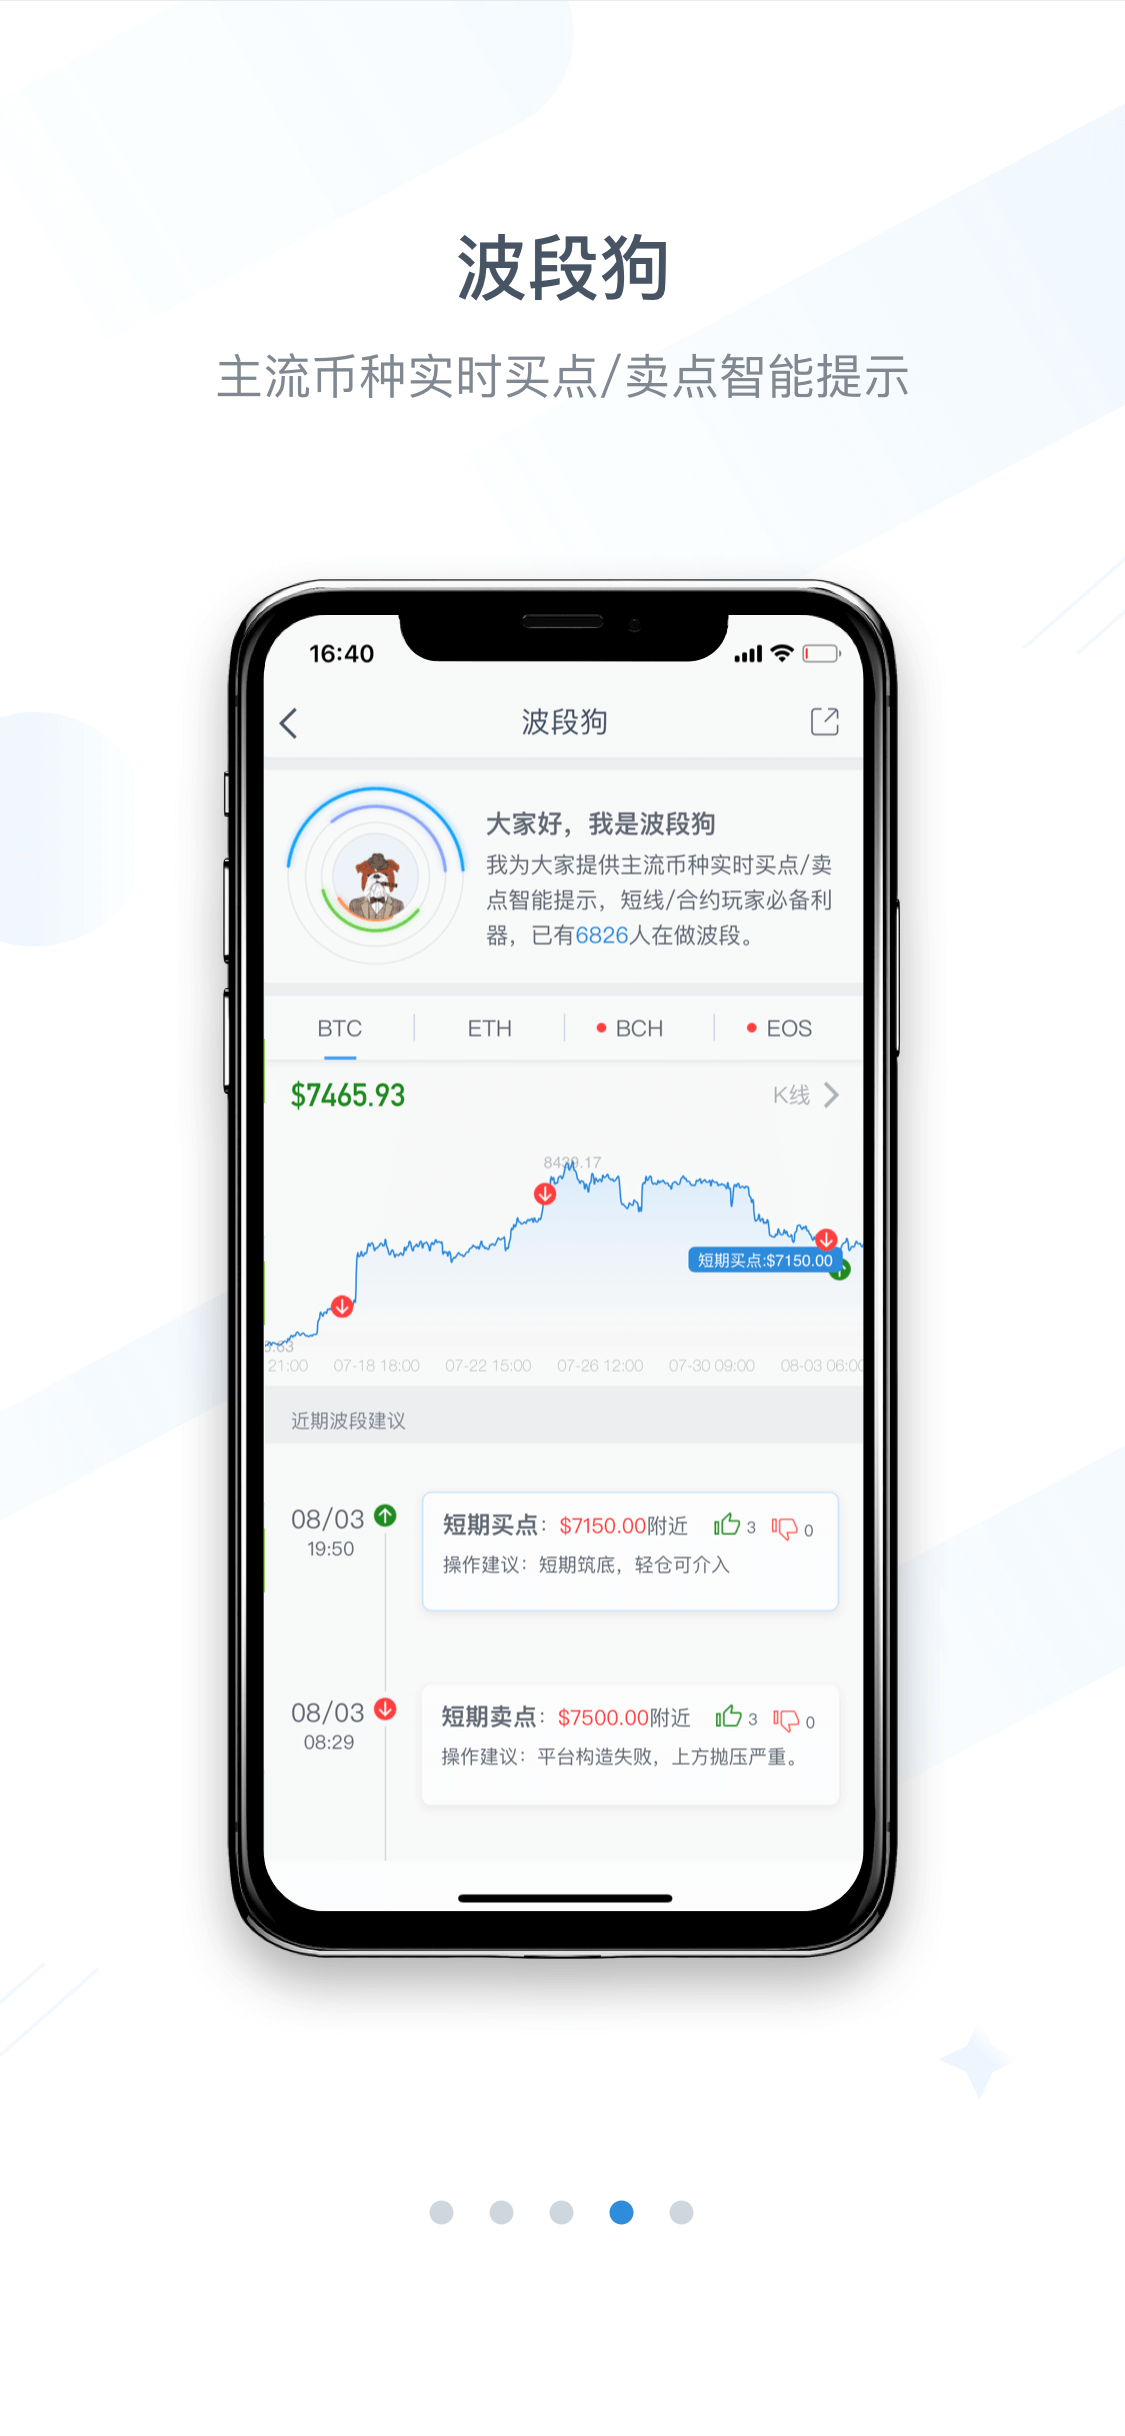 波段狗
主流币种实时买点/卖点智能提示
16:40
波段狗
大家好，我是波段狗
我为大家提供主流币种实时买点/卖
点智能提示，短线/合约玩家必备利
器，已有6826人在做波段。
BTC
ETH
BCH
EOS
$7465.93
K线
8439.17
短期买点:$7150.00
21:00
07-18 18:00
07-22 15:00
07-26 12:00
07-30 09:00
08-03 06:00
近期波段建议
08/03
19:50
短期买点：$7150.00附近
3
0
操作建议：短期筑底，轻仓可介入
08/03
08:29
短期卖点：$7500.00附近
3
0
操作建议：平台构造失败，上方抛压严重。